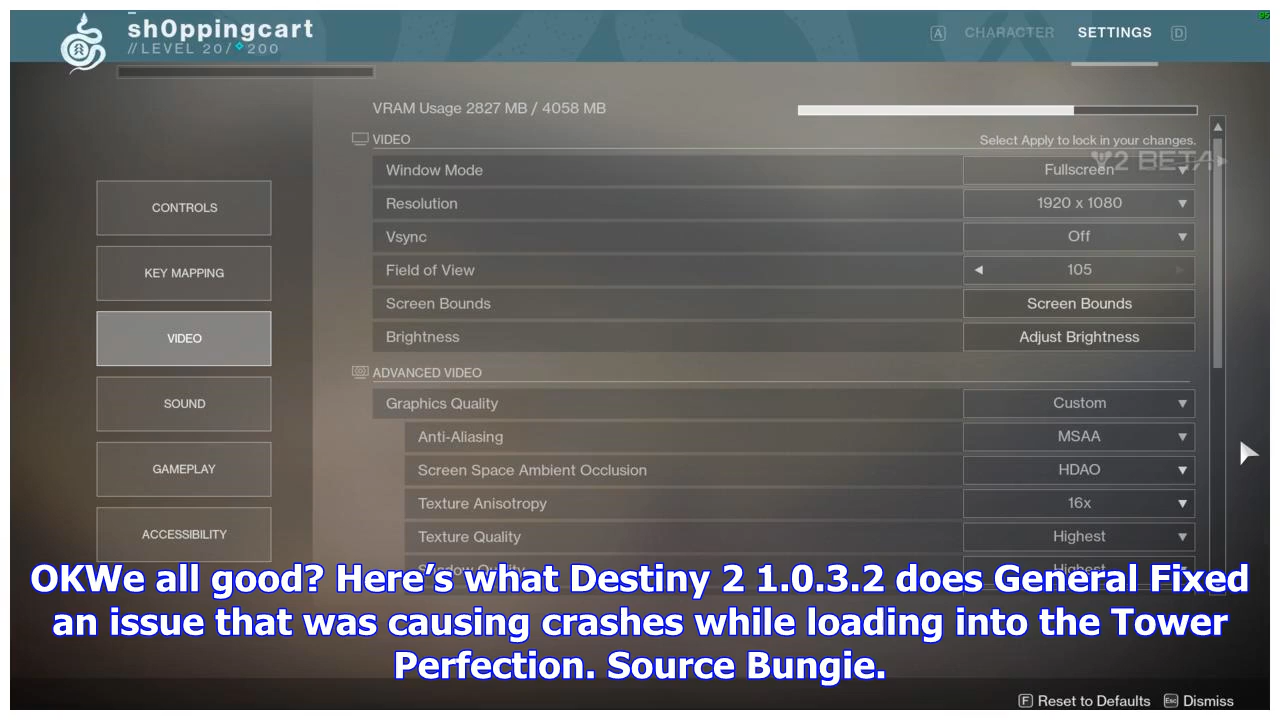 sh0ppingcart
//LEVEL 20/ 200
A CHARACTER SETTINGS D
95
VRAM Usage 2827 MB / 4058 MB
VIDEO
Select Apply to lock in your changes.
2 BETA
Window Mode Fullscreen
Resolution 1920 x 1080
Vsync Off
Field of View 105
Screen Bounds Screen Bounds
Brightness Adjust Brightness
ADVANCED VIDEO
Graphics Quality Custom
Anti-Aliasing MSAA
Screen Space Ambient Occlusion HDAO
Texture Anisotropy 16x
Texture Quality Highest
Shadow Quality Highest
CONTROLS
KEY MAPPING
VIDEO
SOUND
GAMEPLAY
ACCESSIBILITY
OKWe all good? Here’s what Destiny 2 1.0.3.2 does General Fixed
an issue that was causing crashes while loading into the Tower
Perfection. Source Bungie.
F Reset to Defaults Esc Dismiss